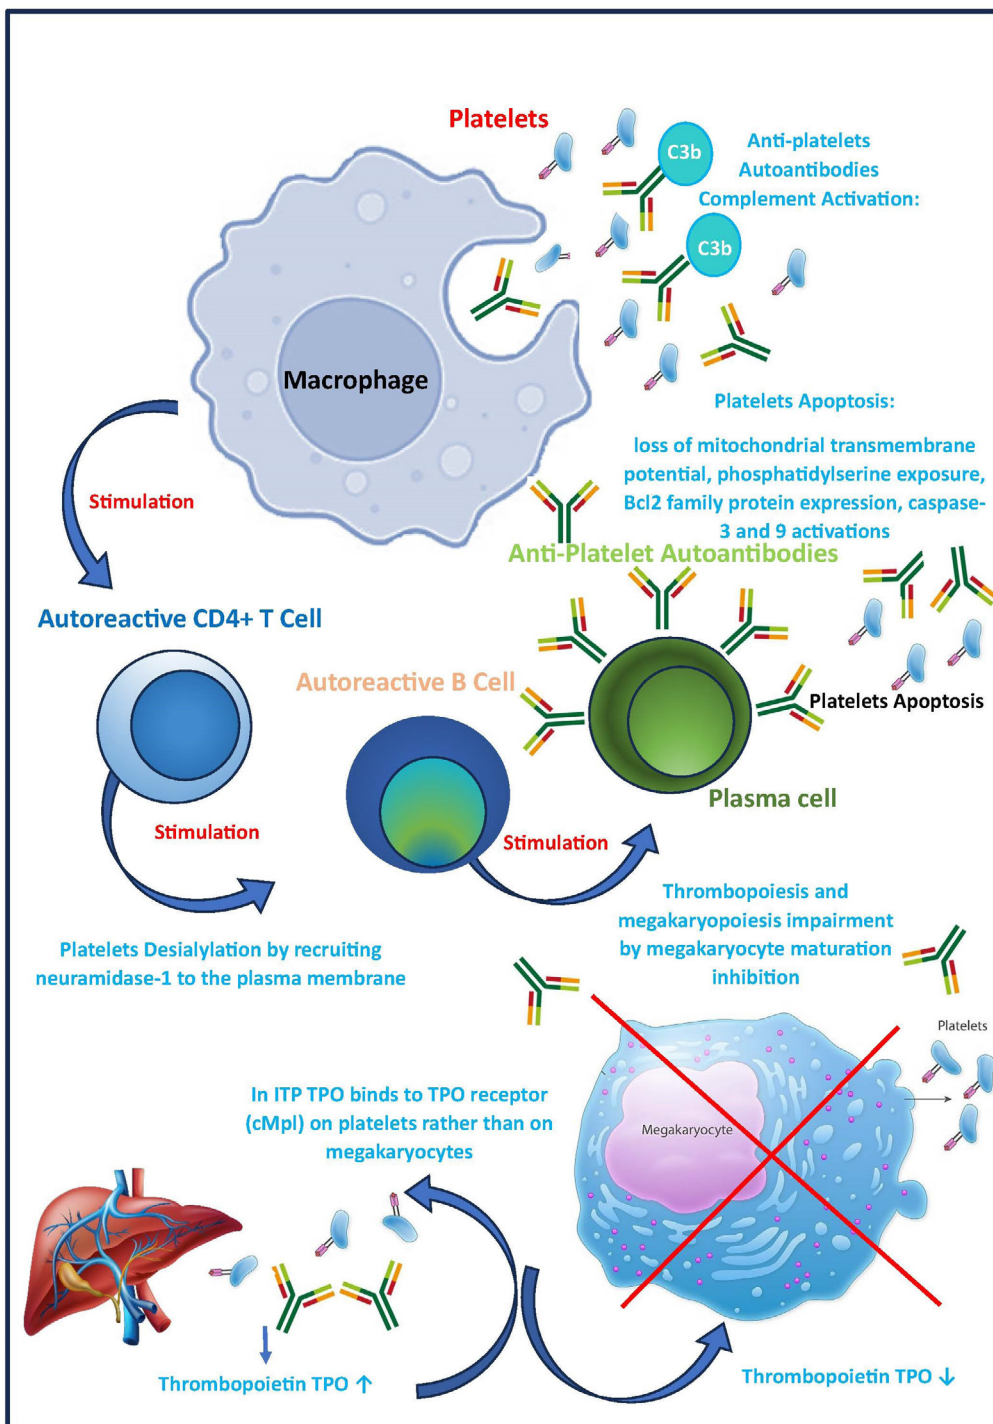 Platelets
C3b
Anti-platelets
Autoantibodies
Complement Activation:
C3b
Macrophage
Platelets Apoptosis:
loss of mitochondrial transmembrane
potential, phosphatidylserine exposure,
Bcl2 family protein expression, caspase-
3 and 9 activations
Stimulation
Anti-Platelet Autoantibodies
Autoreactive CD4+ T Cell
Autoreactive B Cell
Platelets Apoptosis
Plasma cell
Stimulation
Stimulation
Platelets Desialylation by recruiting
neuramidase-1 to the plasma membrane
Thrombopoiesis and
megakaryopoiesis impairment
by megakaryocyte maturation
inhibition
Platelets
Megakaryocyte
In ITP TPO binds to TPO receptor
(cMpl) on platelets rather than on
megakaryocytes
Thrombopoietin TPO ↑
Thrombopoietin TPO ↓